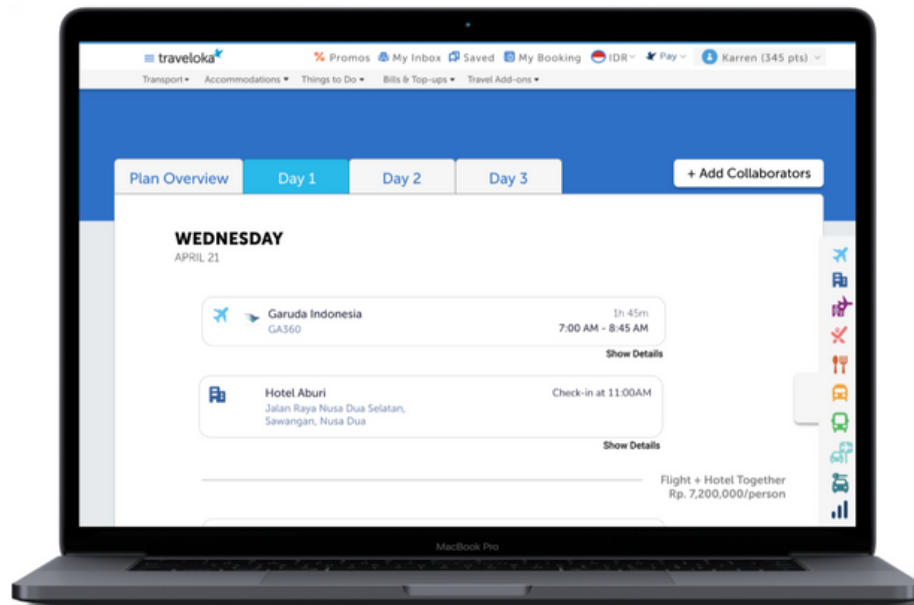 traveloka
Promos My Inbox Saved My Booking IDR Pay Karren (345 pts)
Transport Accommodations Things to Do Bills & Top-ups Travel Add-ons
Plan Overview Day 1 Day 2 Day 3 + Add Collaborators
WEDNESDAY
APRIL 21
Garuda Indonesia 1h 45m
GA360 7:00 AM - 8:45 AM
Show Details
Hotel Aburi Check-in at 11:00AM
Jalan Raya Nusa Dua Selatan,
Sawangan, Nusa Dua
Show Details
Flight + Hotel Together
Rp. 7,200,000/person
MacBook Pro